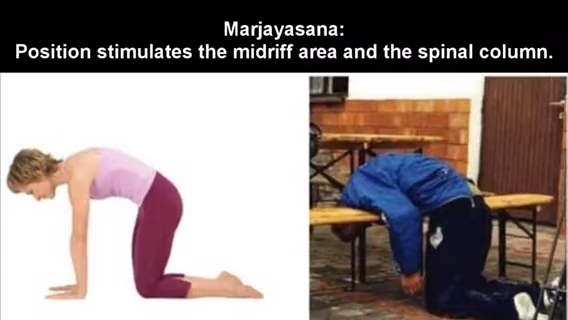 Marjayasana:
Position stimulates the midriff area and the spinal column.